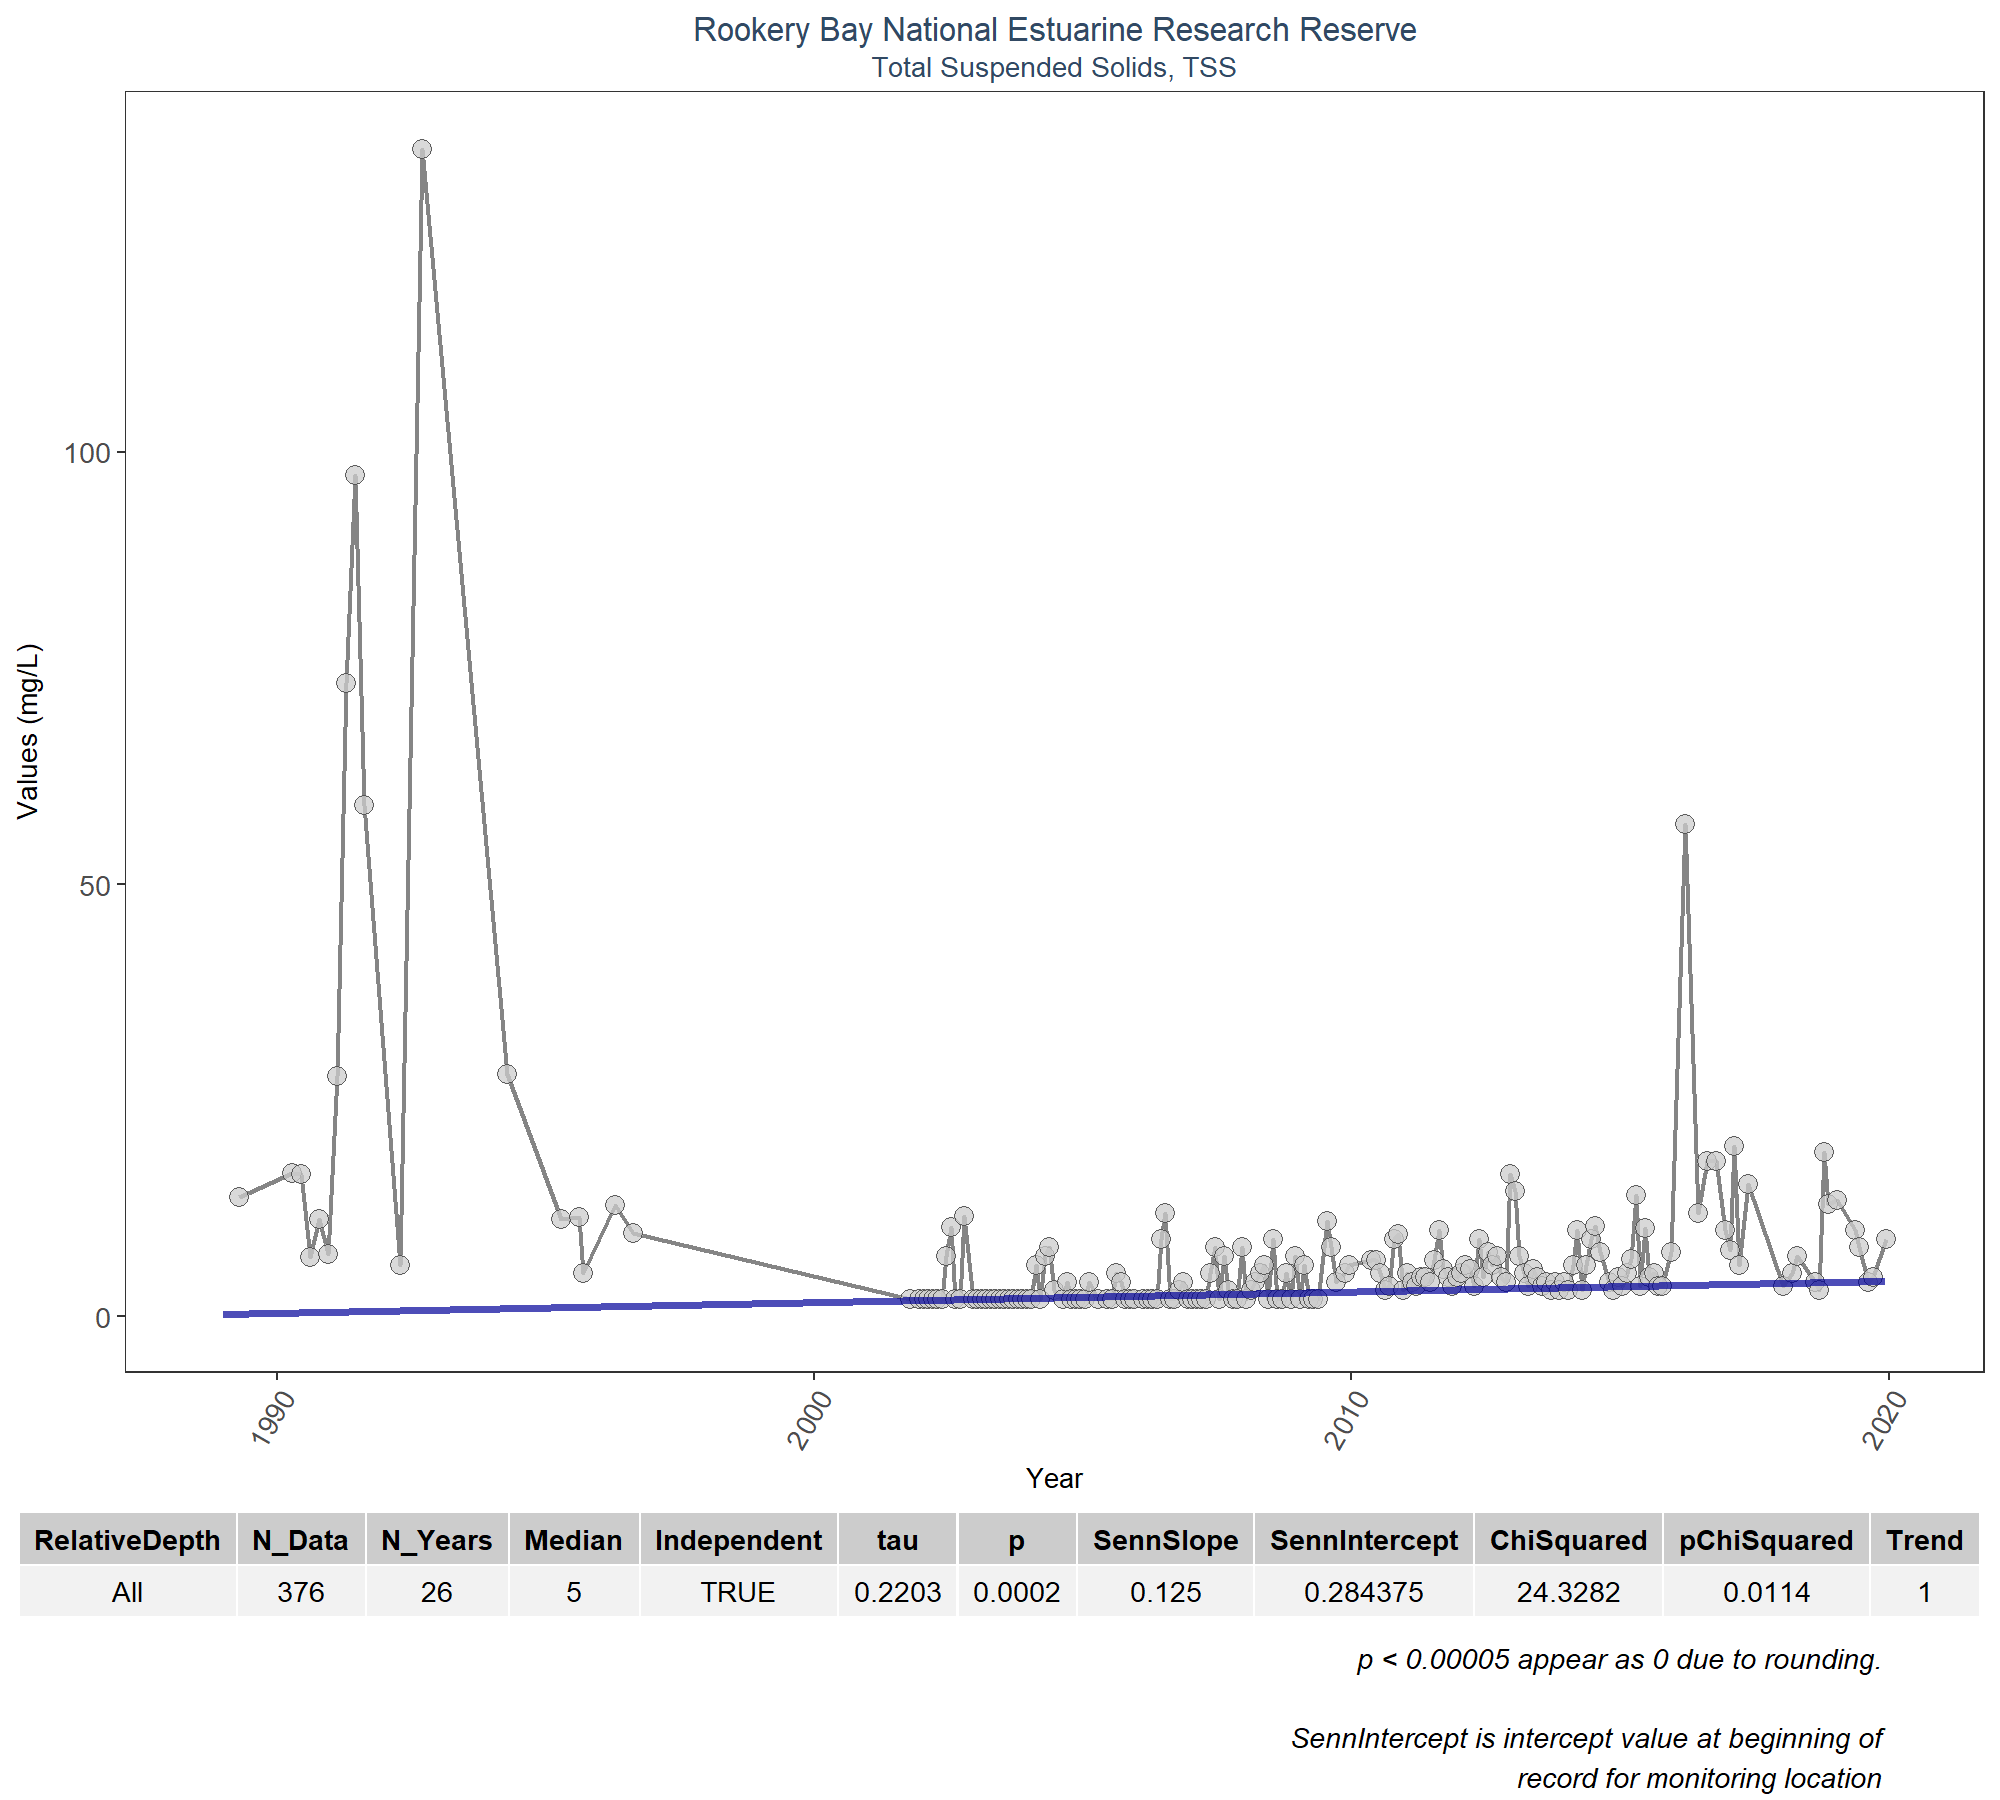 Rookery Bay National Estuarine Research Reserve
Total Suspended Solids, TSS
Values (mg/L)
100
50
0
1990 2000 2010 2020
Year
RelativeDepth N_Data N_Years Median Independent tau p SennSlope SennIntercept ChiSquared pChiSquared Trend
All 376 26 5 TRUE 0.2203 0.0002 0.125 0.284375 24.3282 0.0114 1
p < 0.00005 appear as 0 due to rounding.
SennIntercept is intercept value at beginning of
record for monitoring location